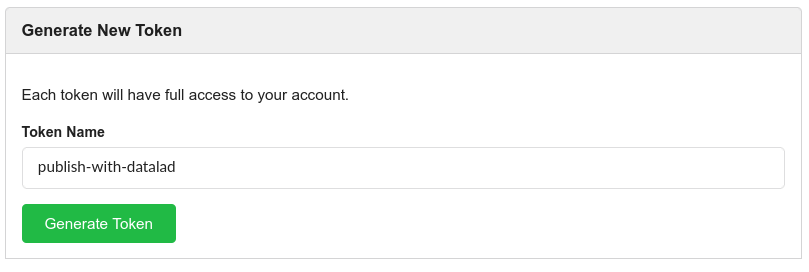 Generate New Token
Each token will have full access to your account.
Token Name
publish-with-datalad
Generate Token